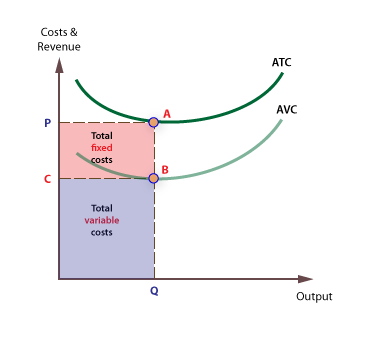 Costs &
Revenue
ATC
AVC
P
A
Total
fixed
costs
B
C
Total
variable
costs
Q
Output